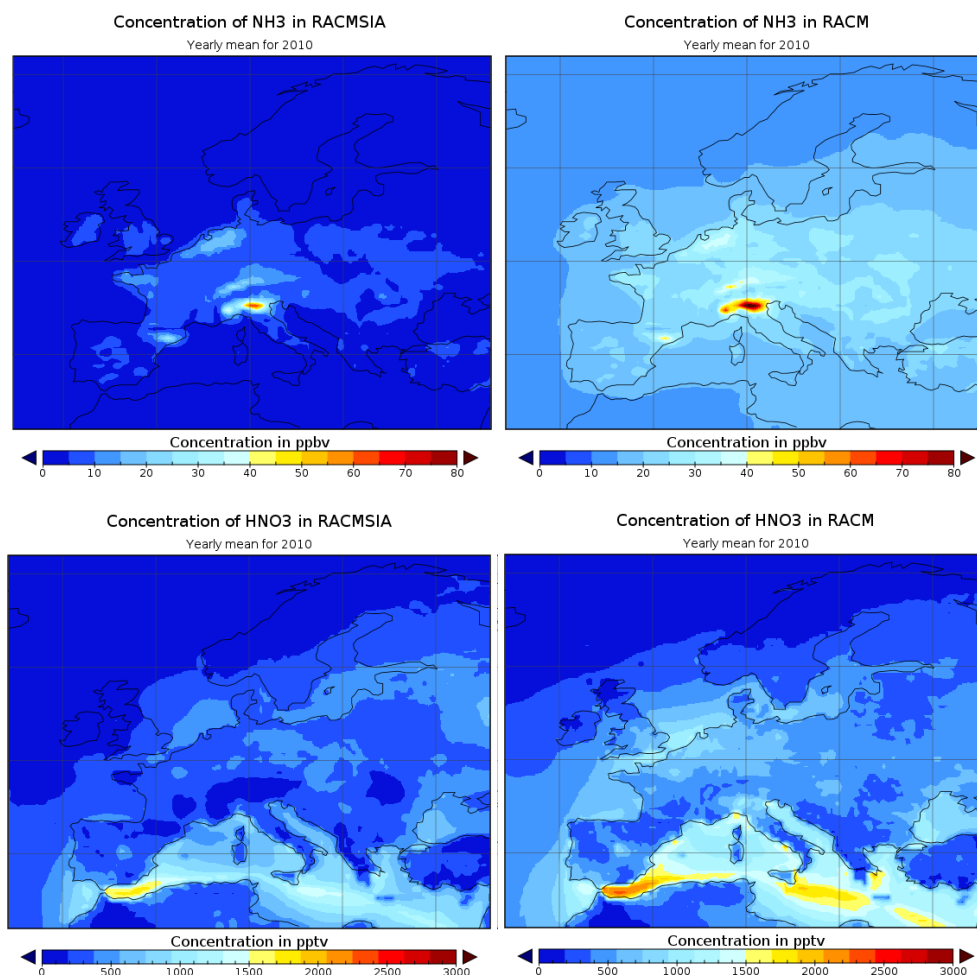 Concentration of NH3 in RACMSIA
Yearly mean for 2010
Concentration in ppbv
0 10 20 30 40 50 60 70 80
Concentration of NH3 in RACM
Yearly mean for 2010
Concentration in ppbv
0 10 20 30 40 50 60 70 80
Concentration of HNO3 in RACMSIA
Yearly mean for 2010
Concentration in pptv
0 500 1000 1500 2000 2500 3000
Concentration of HNO3 in RACM
Yearly mean for 2010
Concentration in pptv
0 500 1000 1500 2000 2500 3000